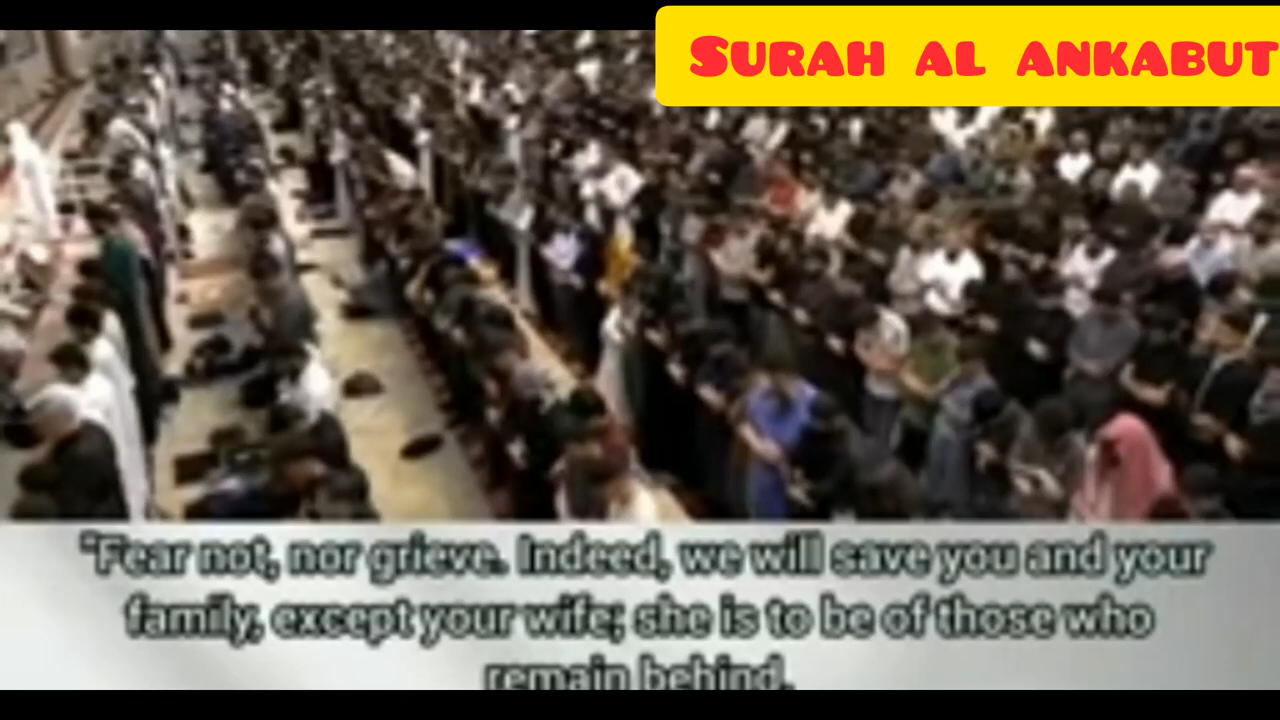 SURAH AL ANKABUT
"Fear not, nor grieve. Indeed, we will save you and your
family, except your wife; she is to be of those who
remain behind.